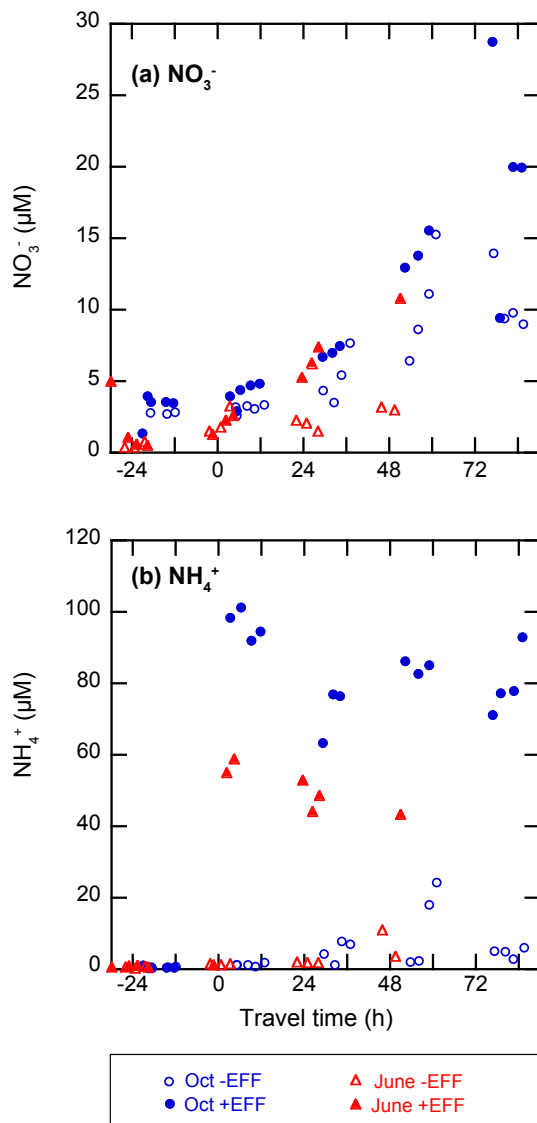 30
(a) NO₃⁻
25
20
15
10
5
0
NO₃⁻ (µM)
-24 0 24 48 72
120
(b) NH₄⁺
100
80
60
40
20
0
NH₄⁺ (µM)
-24 0 24 48 72
Travel time (h)
Oct -EFF June -EFF
Oct +EFF June +EFF